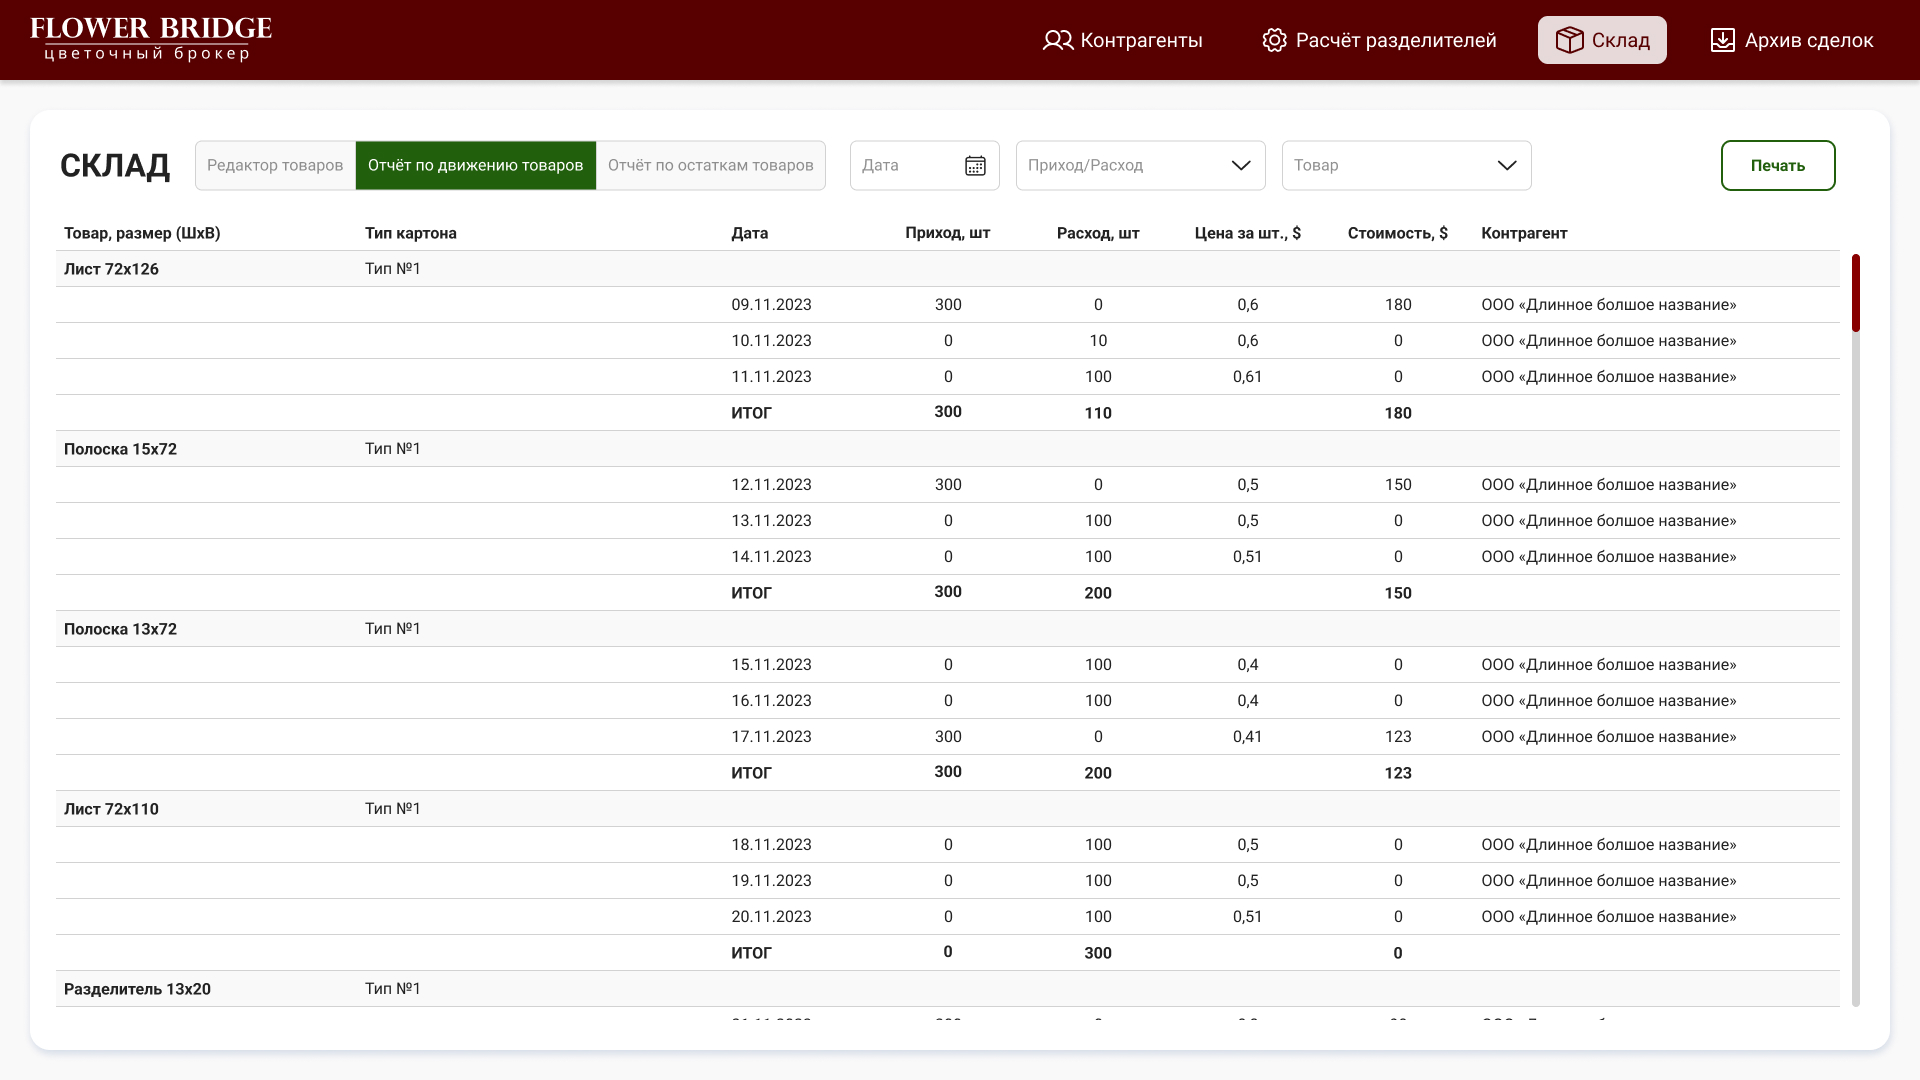 FLOWER BRIDGE
цветочный брокер
Контрагенты
Расчёт разделителей
Склад
Архив сделок
СКЛАД
Редактор товаров
Отчёт по движению товаров
Отчёт по остаткам товаров
Дата
Приход/Расход
Товар
Печать
Товар, размер (ШхВ) Тип картона Дата Приход, шт Расход, шт Цена за шт., $ Стоимость, $ Контрагент
Лист 72х126 Тип №1
09.11.2023 300 0 0,6 180 ООО «Длинное болшое название»
10.11.2023 0 10 0,6 0 ООО «Длинное болшое название»
11.11.2023 0 100 0,61 0 ООО «Длинное болшое название»
ИТОГ 300 110 180
Полоска 15х72 Тип №1
12.11.2023 300 0 0,5 150 ООО «Длинное болшое название»
13.11.2023 0 100 0,5 0 ООО «Длинное болшое название»
14.11.2023 0 100 0,51 0 ООО «Длинное болшое название»
ИТОГ 300 200 150
Полоска 13х72 Тип №1
15.11.2023 0 100 0,4 0 ООО «Длинное болшое название»
16.11.2023 0 100 0,4 0 ООО «Длинное болшое название»
17.11.2023 300 0 0,41 123 ООО «Длинное болшое название»
ИТОГ 300 200 123
Лист 72х110 Тип №1
18.11.2023 0 100 0,5 0 ООО «Длинное болшое название»
19.11.2023 0 100 0,5 0 ООО «Длинное болшое название»
20.11.2023 0 100 0,51 0 ООО «Длинное болшое название»
ИТОГ 0 300 0
Разделитель 13х20 Тип №1